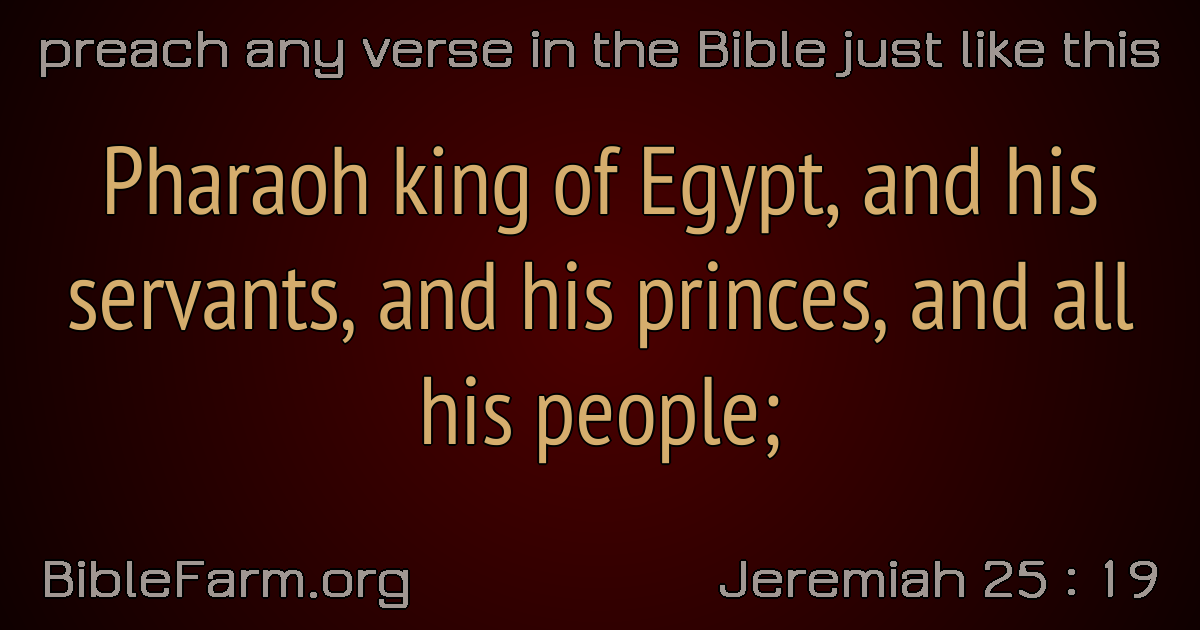 preach any verse in the Bible just like this
Pharaoh king of Egypt, and his
servants, and his princes, and all
his people;
BibleFarm.org
Jeremiah 25 : 19